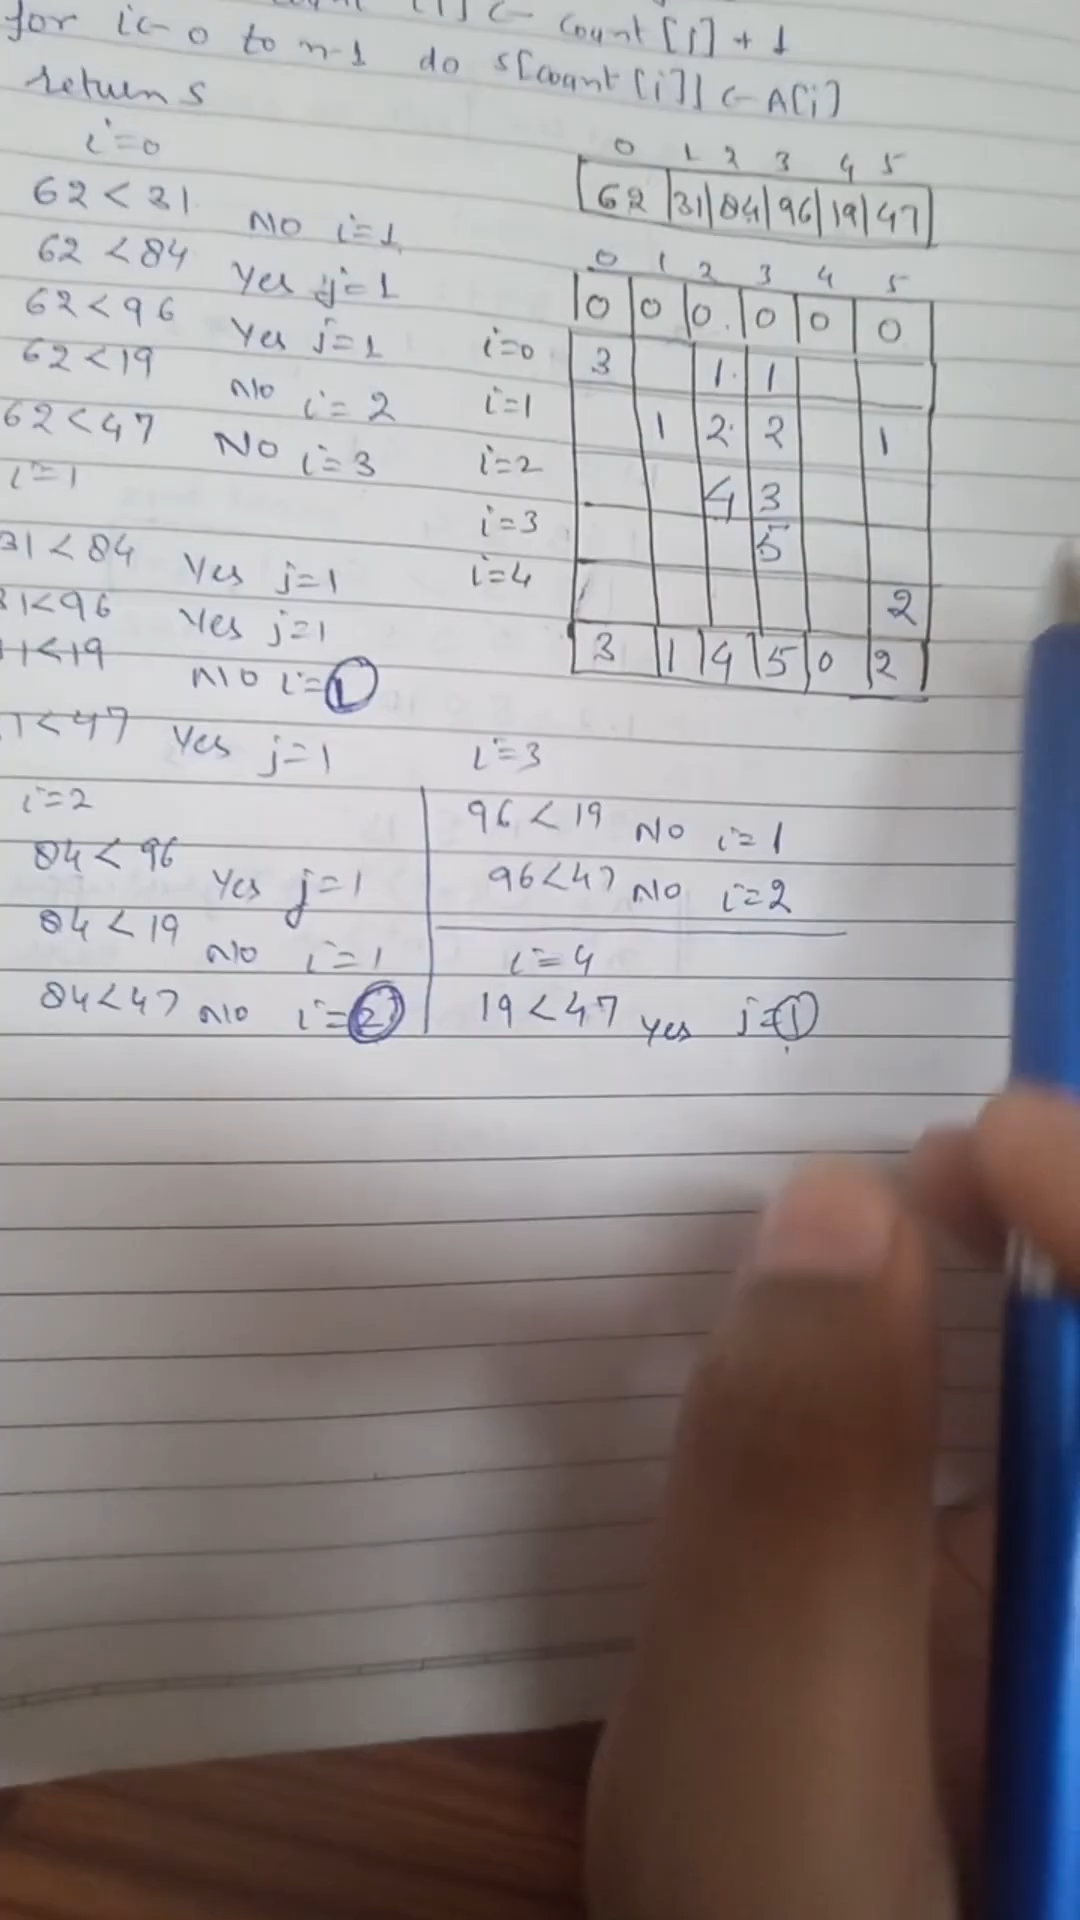 [i] ← count[i] + 1
for i ← 0 to n-1 do s[count[i]] ← A[i]
return s
i=0
62 < 31 No i=1
62 < 84 Yes j=1
62 < 96 Yes j=1
62 < 19 No i=2
62 < 47 No i=3
i=1
31 < 84 Yes j=1
31 < 96 Yes j=1
1 < 19 No i=1
1 < 47 Yes j=1
i=2
84 < 96 Yes j=1
84 < 19 No i=1
84 < 47 No i=2
0 1 2 3 4 5
62 31 84 96 19 47
0 1 2 3 4 5
0 0 0 0 0 0
i=0 3 1 1
i=1 1 2 2 1
i=2 4 3
i=3 5
i=4 2
3 1 4 5 0 2
i=3
96 < 19 No i=1
96 < 47 No i=2
i=4
19 < 47 yes j=1